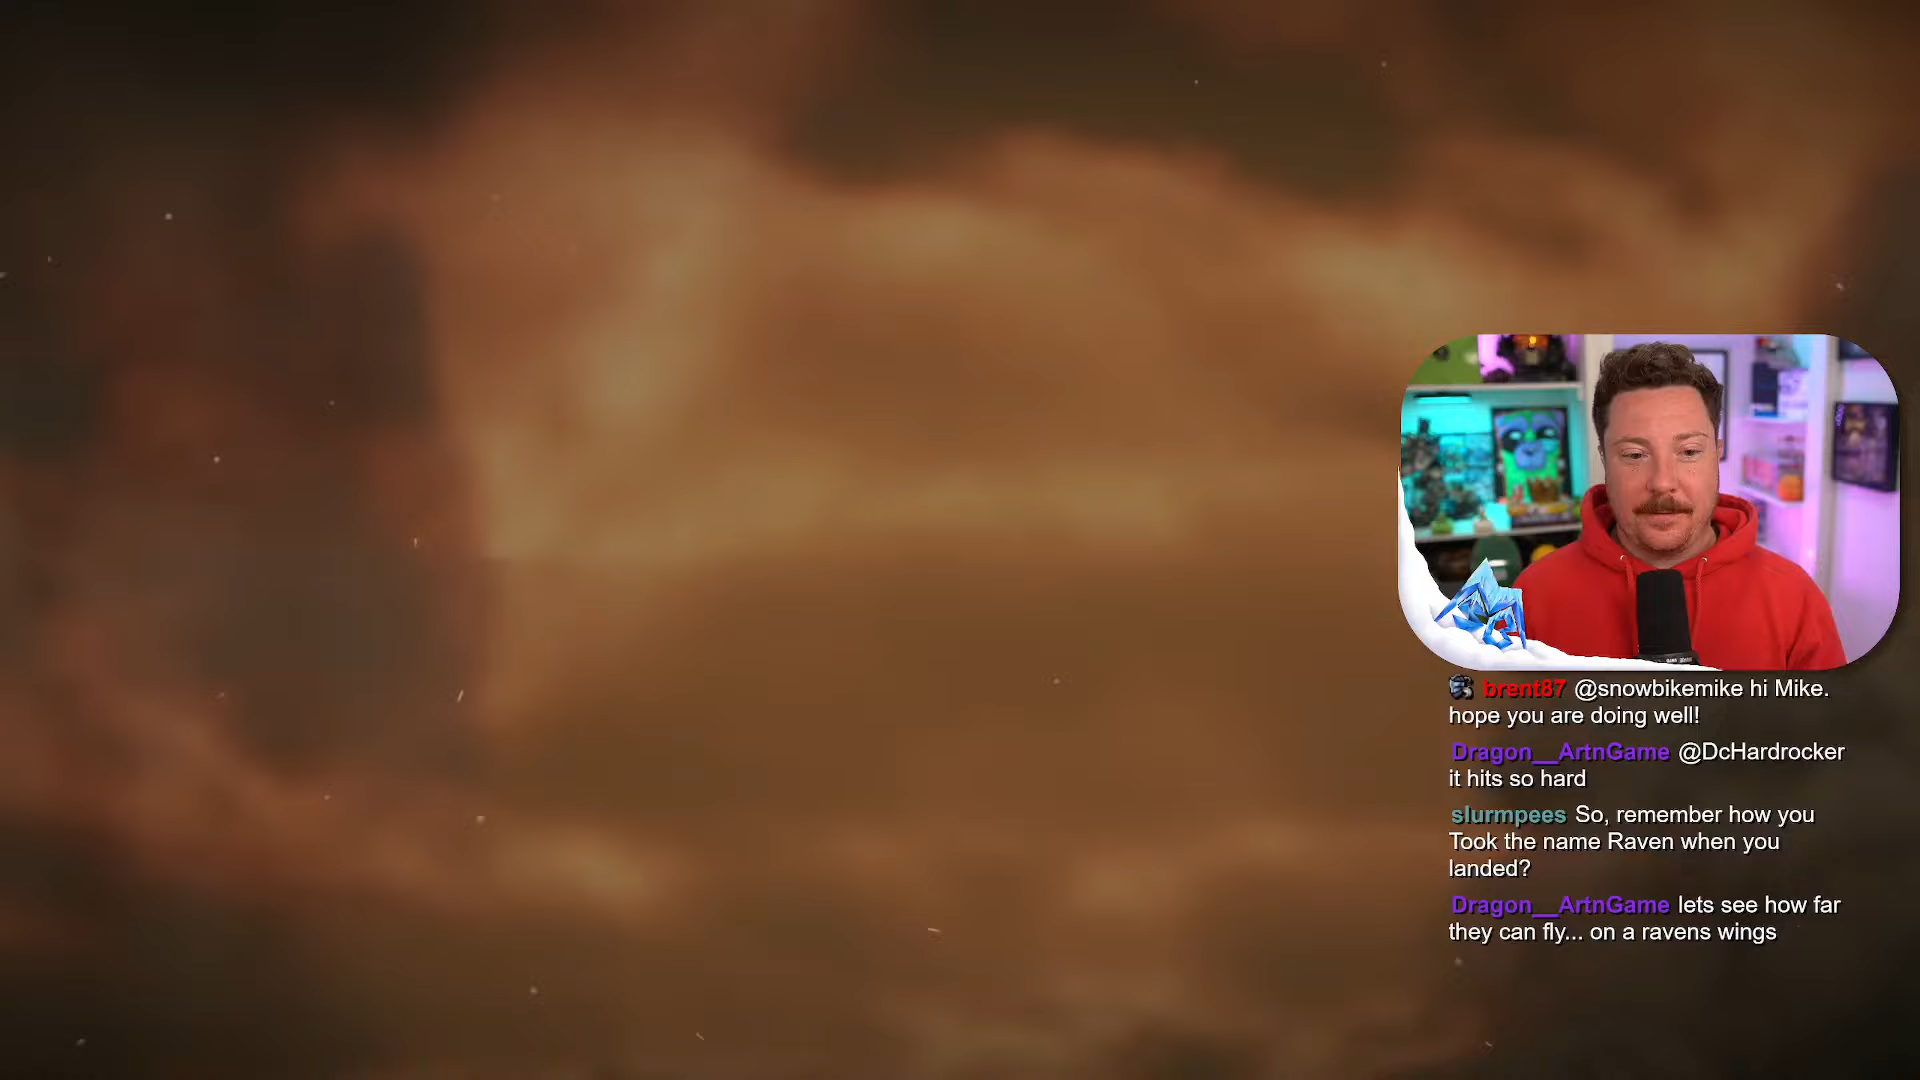 brent87 @snowbikemike hi Mike.
hope you are doing well!
Dragon__ArtnGame @DcHardrocker
it hits so hard
slurmpees So, remember how you
Took the name Raven when you
landed?
Dragon__ArtnGame lets see how far
they can fly... on a ravens wings